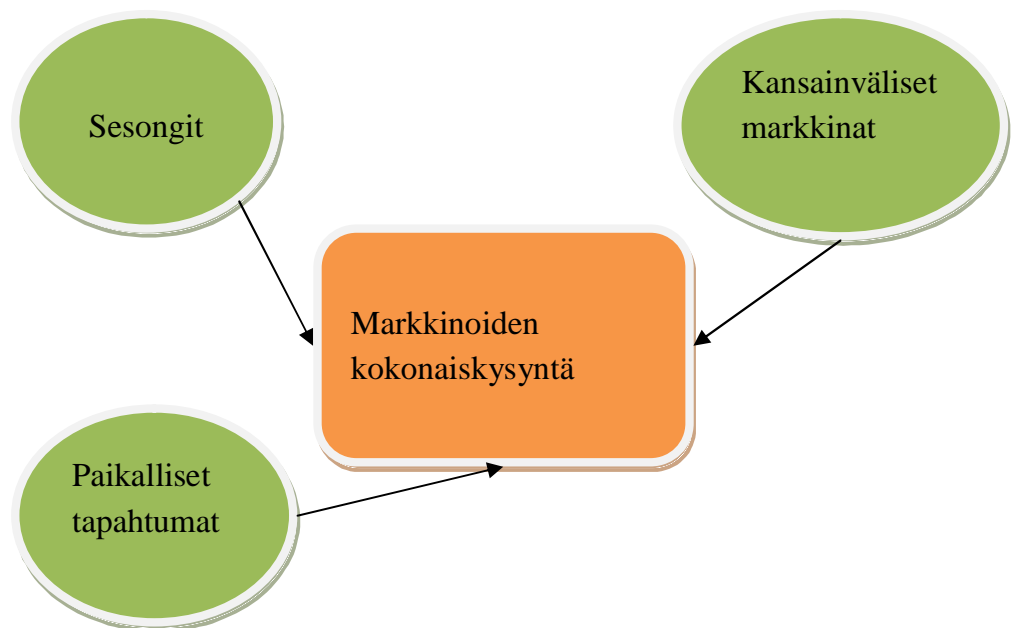 Sesongit
Kansainväliset
markkinat
Markkinoiden
kokonaiskysyntä
Paikalliset
tapahtumat